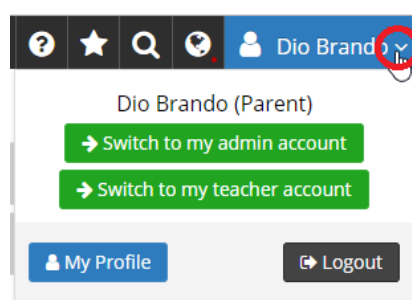 Dio Brando
Dio Brando (Parent)
Switch to my admin account
Switch to my teacher account
My Profile
Logout